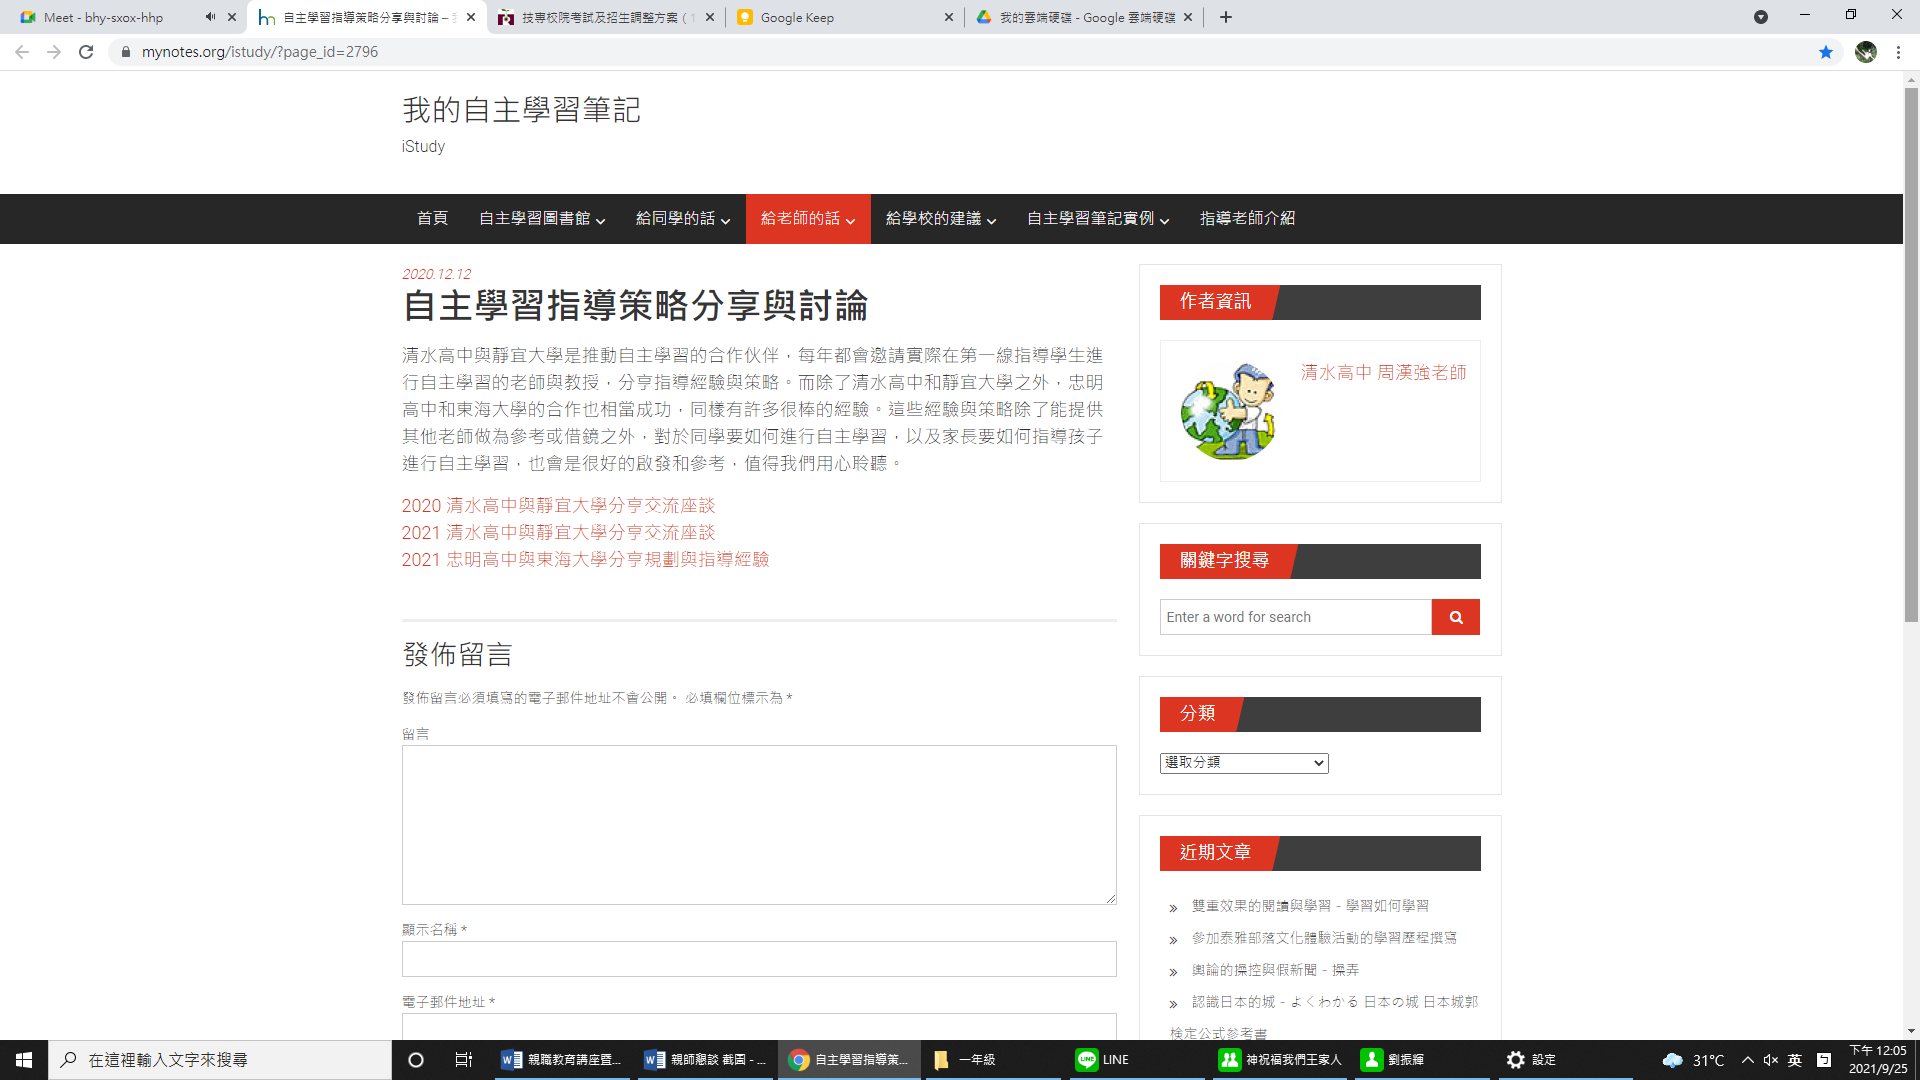 Meet - bhy-sxox-hhp
自主學習指導策略分享與討論 –
技專校院考試及招生調整方案（1
Google Keep
我的雲端硬碟 - Google 雲端硬碟
mynotes.org/istudy/?page_id=2796
我的自主學習筆記
iStudy
首頁
自主學習圖書館
給同學的話
給老師的話
給學校的建議
自主學習筆記實例
指導老師介紹
2020.12.12
自主學習指導策略分享與討論
清水高中與靜宜大學是推動自主學習的合作伙伴，每年都會邀請實際在第一線指導學生進
行自主學習的老師與教授，分享指導經驗與策略。而除了清水高中和靜宜大學之外，忠明
高中和東海大學的合作也相當成功，同樣有許多很棒的經驗。這些經驗與策略除了能提供
其他老師做為參考或借鏡之外，對於同學要如何進行自主學習，以及家長要如何指導孩子
進行自主學習，也會是很好的啟發和參考，值得我們用心聆聽。
2020 清水高中與靜宜大學分享交流座談
2021 清水高中與靜宜大學分享交流座談
2021 忠明高中與東海大學分享規劃與指導經驗
發佈留言
發佈留言必須填寫的電子郵件地址不會公開。 必填欄位標示為 *
留言
顯示名稱 *
電子郵件地址 *
作者資訊
清水高中 周漢強老師
關鍵字搜尋
Enter a word for search
分類
選取分類
近期文章
雙重效果的閱讀與學習 – 學習如何學習
參加泰雅部落文化體驗活動的學習歷程撰寫
輿論的操控與假新聞 – 操弄
認識日本的城 – よくわかる 日本の城 日本城郭
検定公式参考書
在這裡輸入文字來搜尋
親職教育講座暨...
親師懇談 截圖 - ...
自主學習指導策...
一年級
LINE
神祝福我們王家人
劉振輝
設定
31°C
英
下午 12:05
2021/9/25